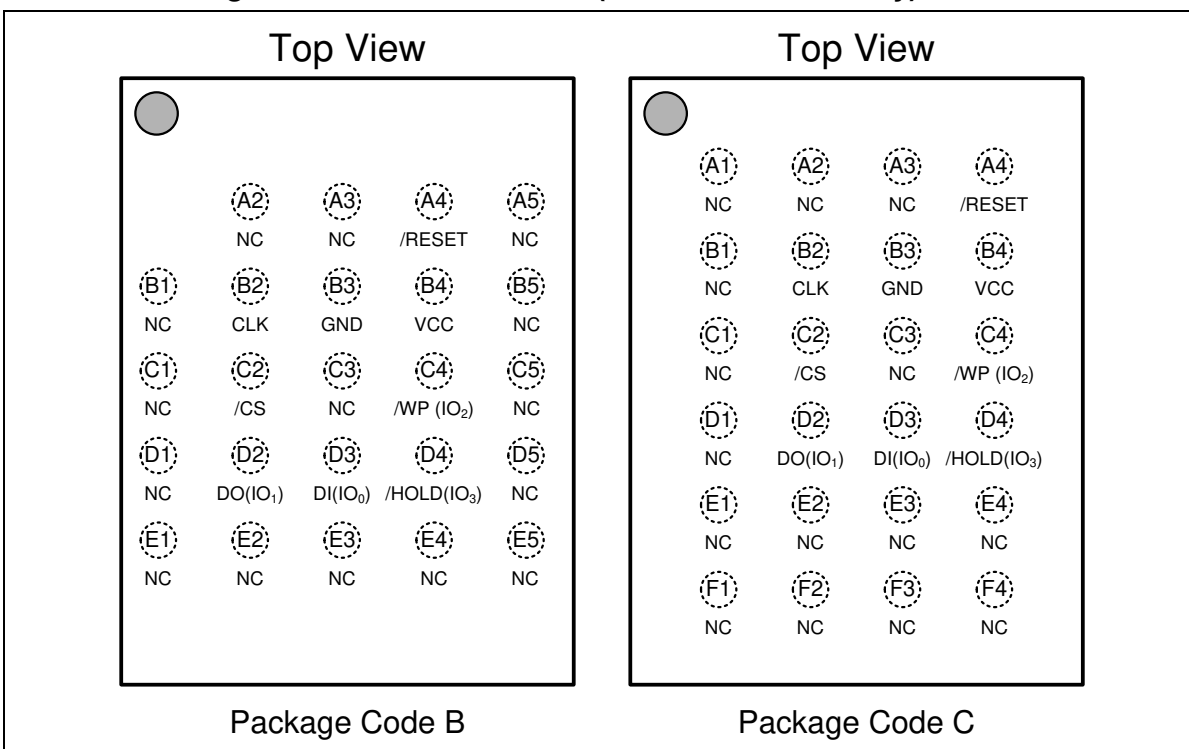 Top View
A2 A3 A4 A5
NC NC /RESET NC
B1 B2 B3 B4 B5
NC CLK GND VCC NC
C1 C2 C3 C4 C5
NC /CS NC /WP (IO₂) NC
D1 D2 D3 D4 D5
NC DO(IO₁) DI(IO₀) /HOLD(IO₃) NC
E1 E2 E3 E4 E5
NC NC NC NC NC
Package Code B
Top View
A1 A2 A3 A4
NC NC NC /RESET
B1 B2 B3 B4
NC CLK GND VCC
C1 C2 C3 C4
NC /CS NC /WP (IO₂)
D1 D2 D3 D4
NC DO(IO₁) DI(IO₀) /HOLD(IO₃)
E1 E2 E3 E4
NC NC NC NC
F1 F2 F3 F4
NC NC NC NC
Package Code C